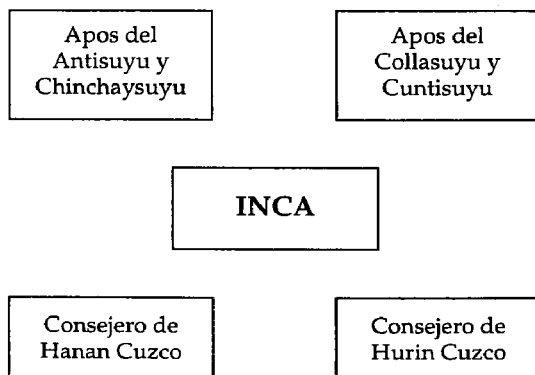 Apos del
Antisuyu y
Chinchaysuyu
Apos del
Collasuyu y
Cuntisuyu
INCA
Consejero de
Hanan Cuzco
Consejero de
Hurin Cuzco